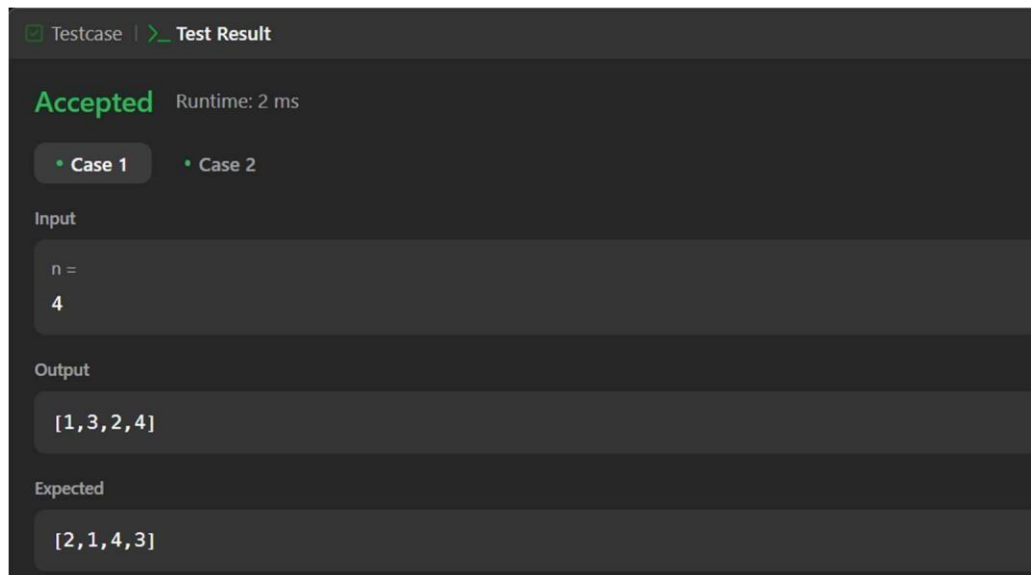 Testcase | >_ Test Result
Accepted Runtime: 2 ms
• Case 1 • Case 2
Input
n =
4
Output
[1,3,2,4]
Expected
[2,1,4,3]